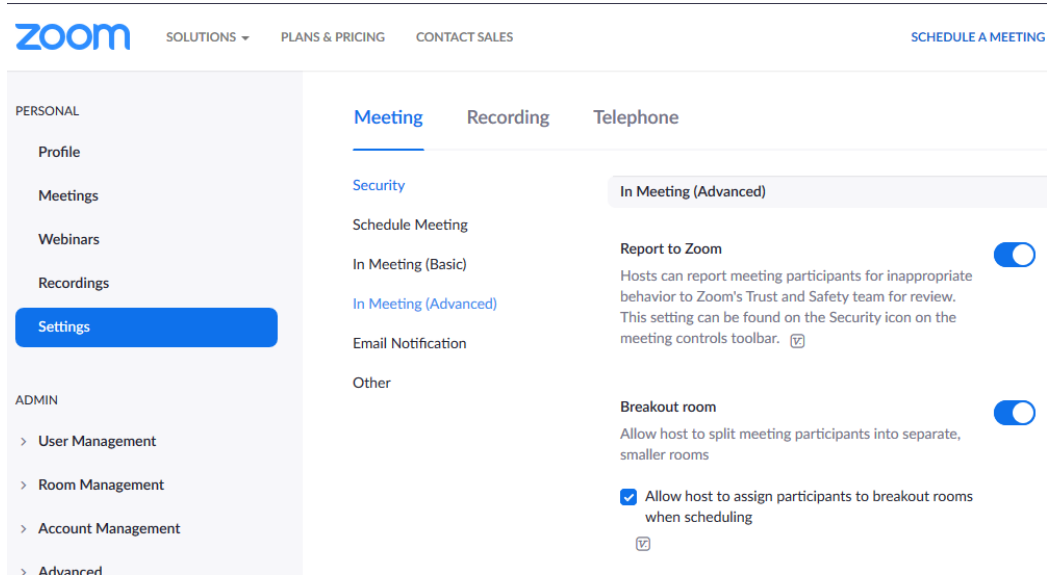 zoom SOLUTIONS PLANS & PRICING CONTACT SALES SCHEDULE A MEETING
PERSONAL
Profile
Meetings
Webinars
Recordings
Settings
ADMIN
User Management
Room Management
Account Management
Advanced
Meeting Recording Telephone
Security
Schedule Meeting
In Meeting (Basic)
In Meeting (Advanced)
Email Notification
Other
In Meeting (Advanced)
Report to Zoom
Hosts can report meeting participants for inappropriate
behavior to Zoom's Trust and Safety team for review.
This setting can be found on the Security icon on the
meeting controls toolbar.
Breakout room
Allow host to split meeting participants into separate,
smaller rooms
Allow host to assign participants to breakout rooms
when scheduling